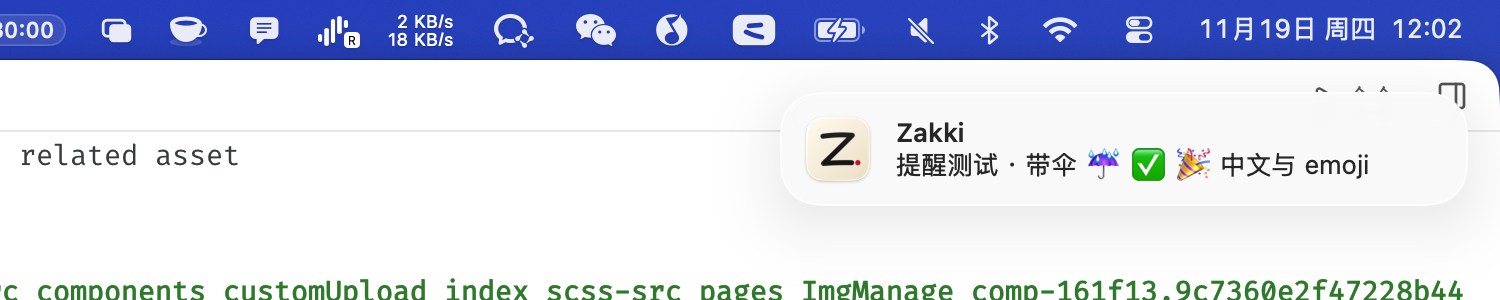 30:00
R
2 KB/s
18 KB/s
11月19日 周四 12:02
Z.
Zakki
提醒测试 · 带伞 ☔ ✅ 🎉 中文与 emoji
related asset
rc components customUpload index scss-src pages ImgManage comp-161f13.9c7360e2f47228b44